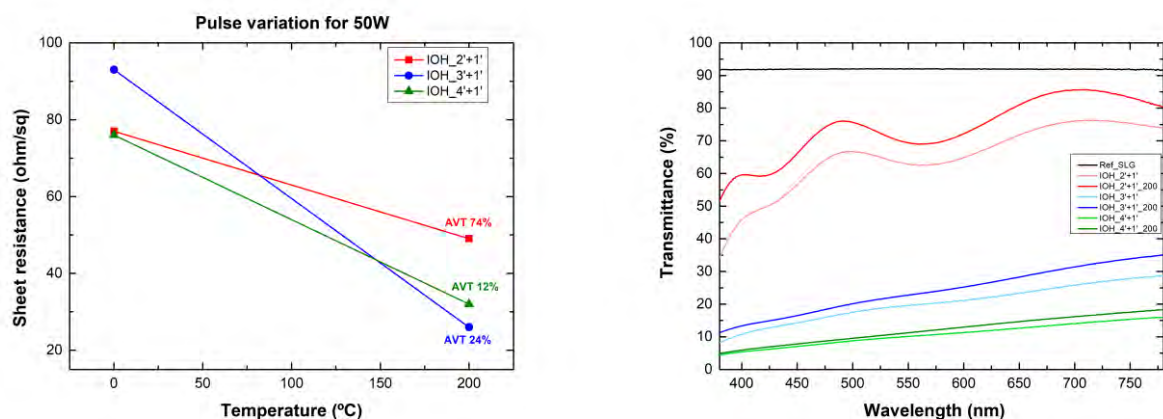 Pulse variation for 50W
100
80
60
40
20
0
50
100
150
200
Sheet resistance (ohm/sq)
Temperature (ºC)
IOH_2'+1'
IOH_3'+1'
IOH_4'+1'
AVT 74%
AVT 12%
AVT 24%
100
90
80
70
60
50
40
30
20
10
0
400
450
500
550
600
650
700
750
Transmittance (%)
Wavelength (nm)
Ref_SLG
IOH_2'+1'
IOH_2'+1'_200
IOH_3'+1'
IOH_3'+1'_200
IOH_4'+1'
IOH_4'+1'_200